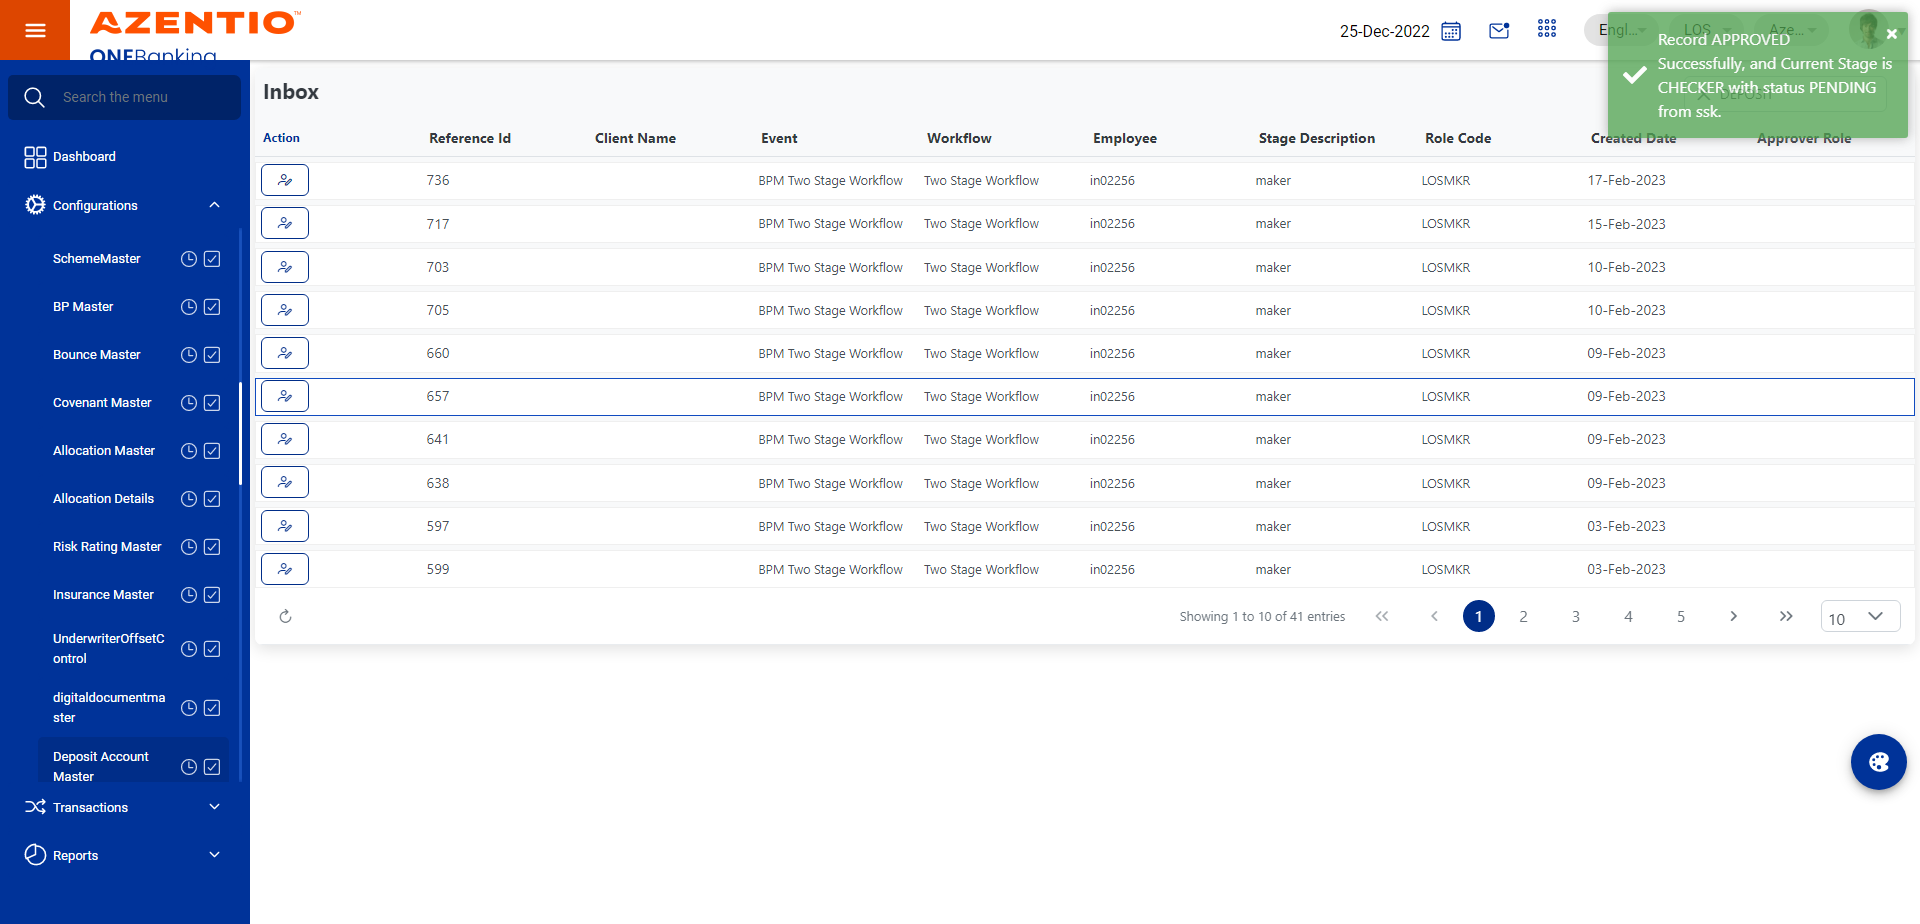 AZENTIO™
ONEBanking
25-Dec-2022
Engl...
LOS
Aze...
Record APPROVED
Successfully, and Current Stage is
CHECKER with status PENDING
from ssk.
Search the menu
Dashboard
Configurations
SchemeMaster
BP Master
Bounce Master
Covenant Master
Allocation Master
Allocation Details
Risk Rating Master
Insurance Master
UnderwriterOffsetC
ontrol
digitaldocumentma
ster
Deposit Account
Master
Transactions
Reports
Inbox
Action Reference Id Client Name Event Workflow Employee Stage Description Role Code Created Date Approver Role
736 BPM Two Stage Workflow Two Stage Workflow in02256 maker LOSMKR 17-Feb-2023
717 BPM Two Stage Workflow Two Stage Workflow in02256 maker LOSMKR 15-Feb-2023
703 BPM Two Stage Workflow Two Stage Workflow in02256 maker LOSMKR 10-Feb-2023
705 BPM Two Stage Workflow Two Stage Workflow in02256 maker LOSMKR 10-Feb-2023
660 BPM Two Stage Workflow Two Stage Workflow in02256 maker LOSMKR 09-Feb-2023
657 BPM Two Stage Workflow Two Stage Workflow in02256 maker LOSMKR 09-Feb-2023
641 BPM Two Stage Workflow Two Stage Workflow in02256 maker LOSMKR 09-Feb-2023
638 BPM Two Stage Workflow Two Stage Workflow in02256 maker LOSMKR 09-Feb-2023
597 BPM Two Stage Workflow Two Stage Workflow in02256 maker LOSMKR 03-Feb-2023
599 BPM Two Stage Workflow Two Stage Workflow in02256 maker LOSMKR 03-Feb-2023
Showing 1 to 10 of 41 entries 1 2 3 4 5 10